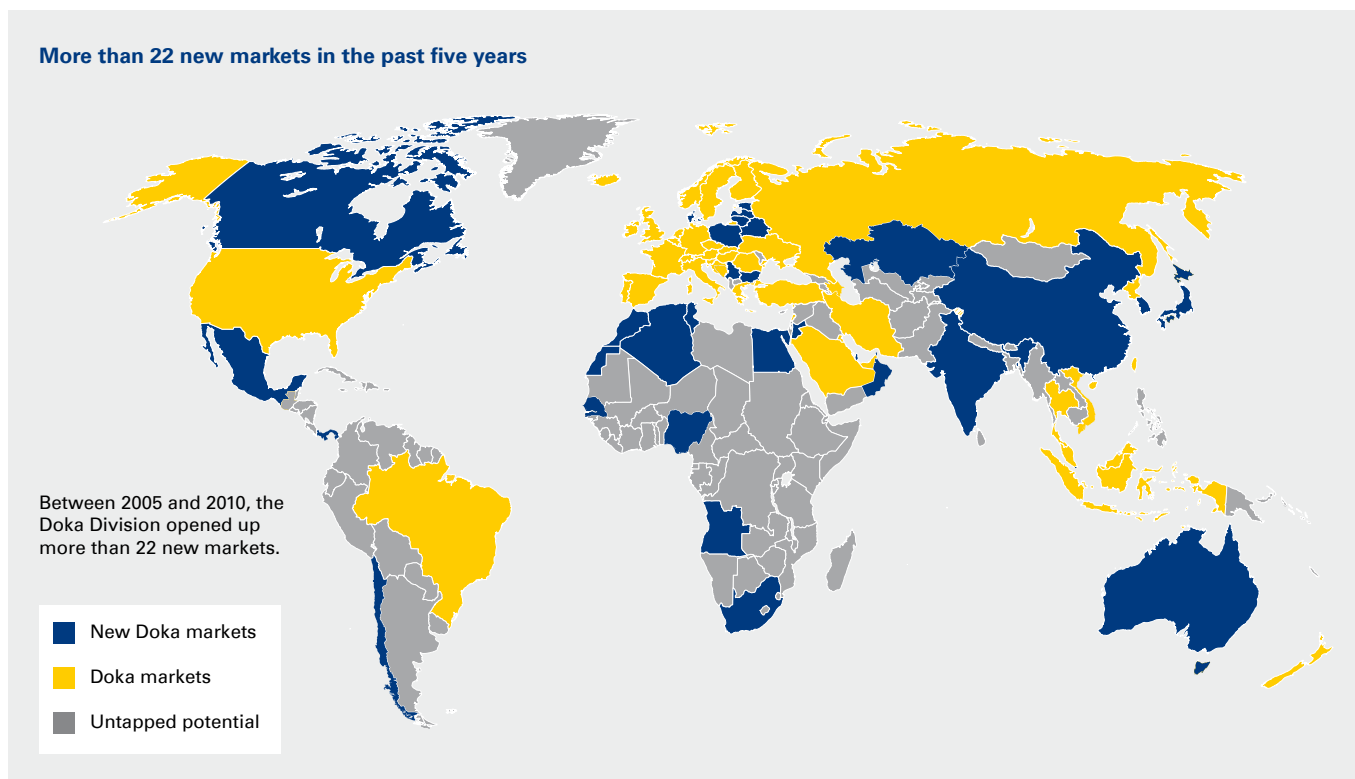 More than 22 new markets in the past five years
Between 2005 and 2010, the
Doka Division opened up
more than 22 new markets.
New Doka markets
Doka markets
Untapped potential